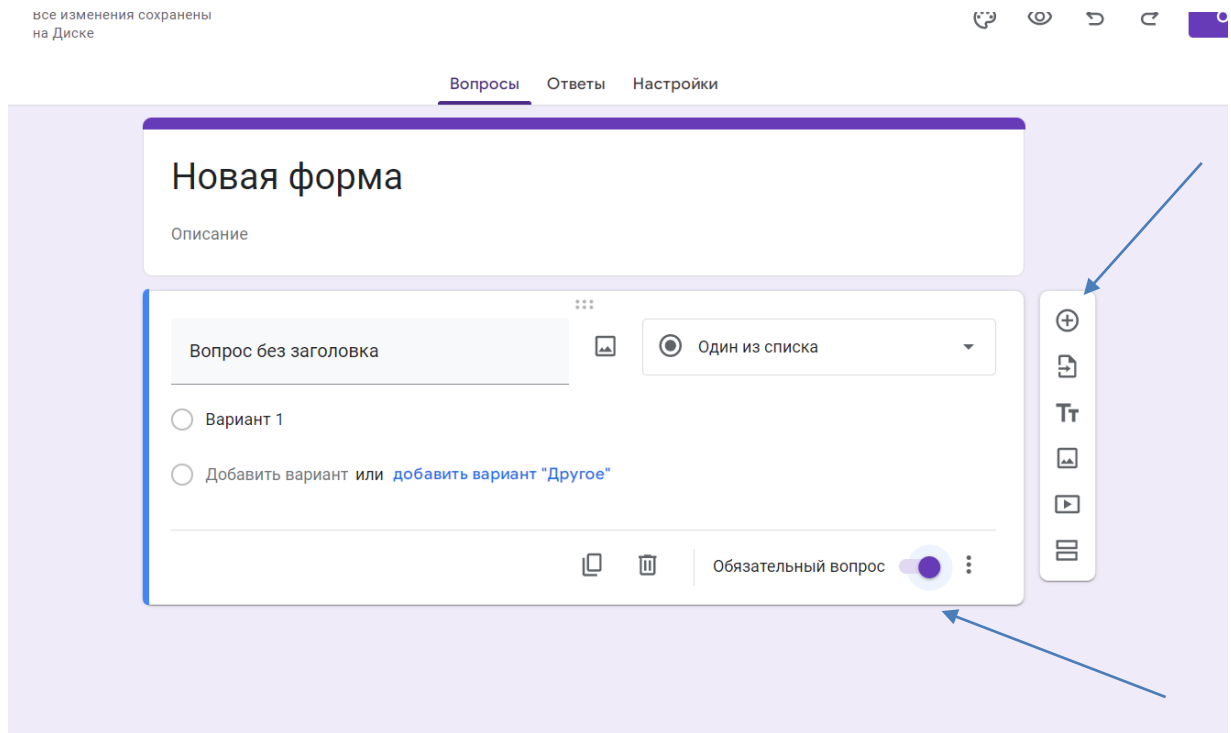 Все изменения сохранены
на Диске
Вопросы Ответы Настройки
Новая форма
Описание
Вопрос без заголовка
Один из списка
Вариант 1
Добавить вариант или добавить вариант "Другое"
Обязательный вопрос